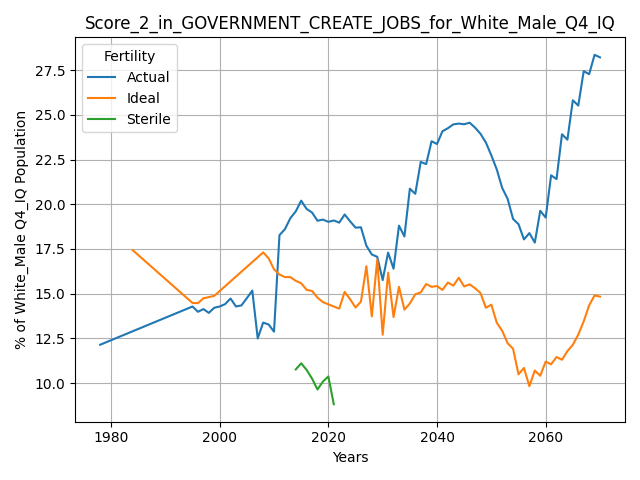 Score_2_in_GOVERNMENT_CREATE_JOBS_for_White_Male_Q4_IQ
Fertility
Actual
Ideal
Sterile
% of White_Male Q4_IQ Population
27.5
25.0
22.5
20.0
17.5
15.0
12.5
10.0
1980
2000
2020
2040
2060
Years